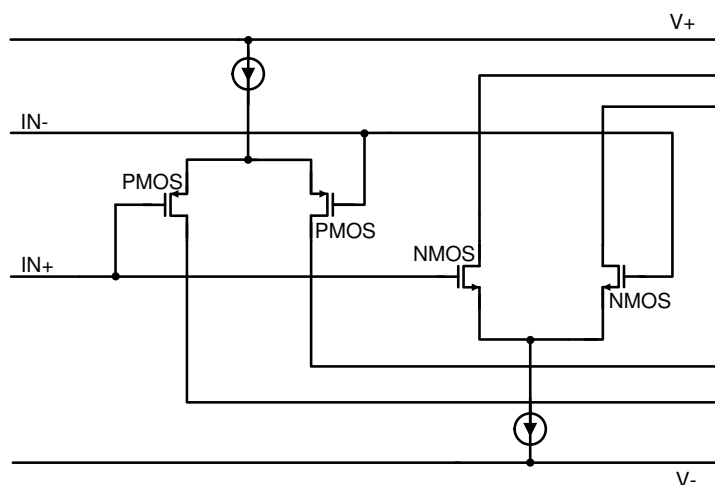 V+
IN-
PMOS
PMOS
NMOS
IN+
NMOS
V-